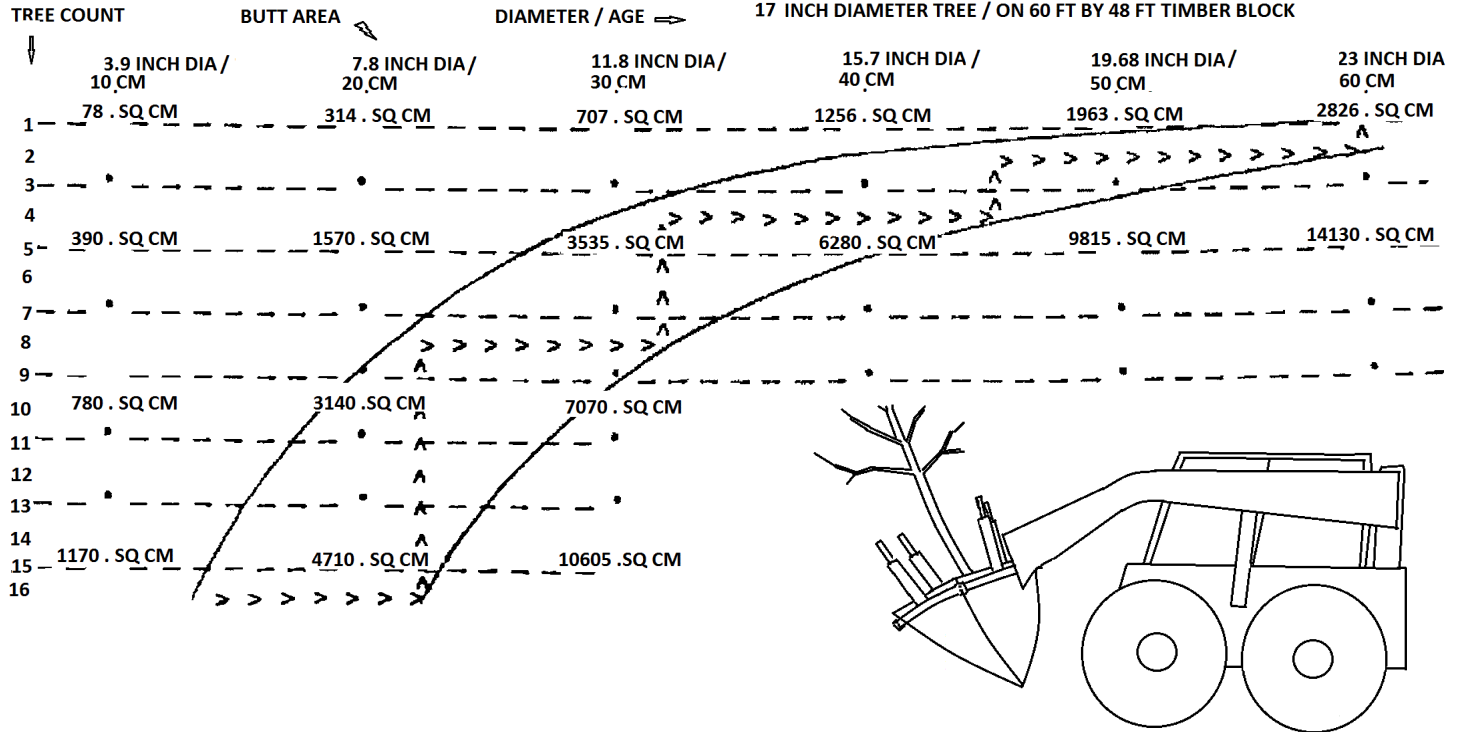 TREE COUNT BUTT AREA DIAMETER / AGE 17 INCH DIAMETER TREE / ON 60 FT BY 48 FT TIMBER BLOCK
3.9 INCH DIA / 7.8 INCH DIA / 11.8 INCN DIA / 15.7 INCH DIA / 19.68 INCH DIA / 23 INCH DIA
10 CM 20 CM 30 CM 40 CM 50 CM 60 CM
78 . SQ CM 314 . SQ CM 707 . SQ CM 1256 . SQ CM 1963 . SQ CM 2826 . SQ CM
1
2
3
4
390 . SQ CM 1570 . SQ CM 3535 . SQ CM 6280 . SQ CM 9815 . SQ CM 14130 . SQ CM
5
6
7
8
9
10 780 . SQ CM 3140 . SQ CM 7070 . SQ CM
11
12
13
14
1170 . SQ CM 4710 . SQ CM 10605 . SQ CM
15
16